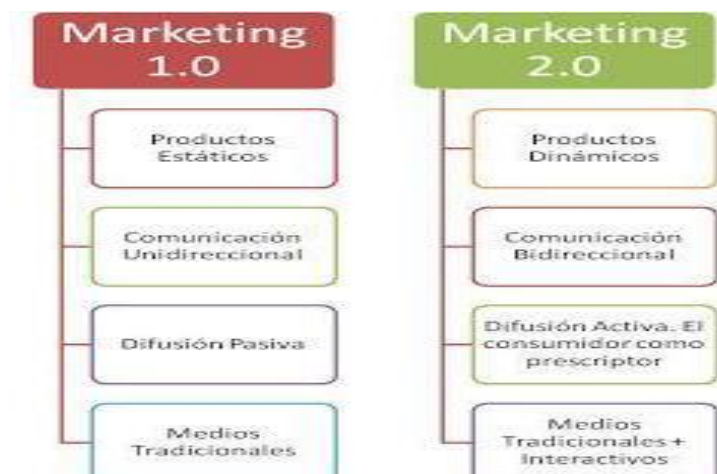 Marketing
1.0
Productos
Estáticos
Comunicación
Unidireccional
Difusión Pasiva
Medios
Tradicionales
Marketing
2.0
Productos
Dinámicos
Comunicación
Bidireccional
Difusión Activa. El
consumidor como
prescriptor
Medios
Tradicionales +
Interactivos